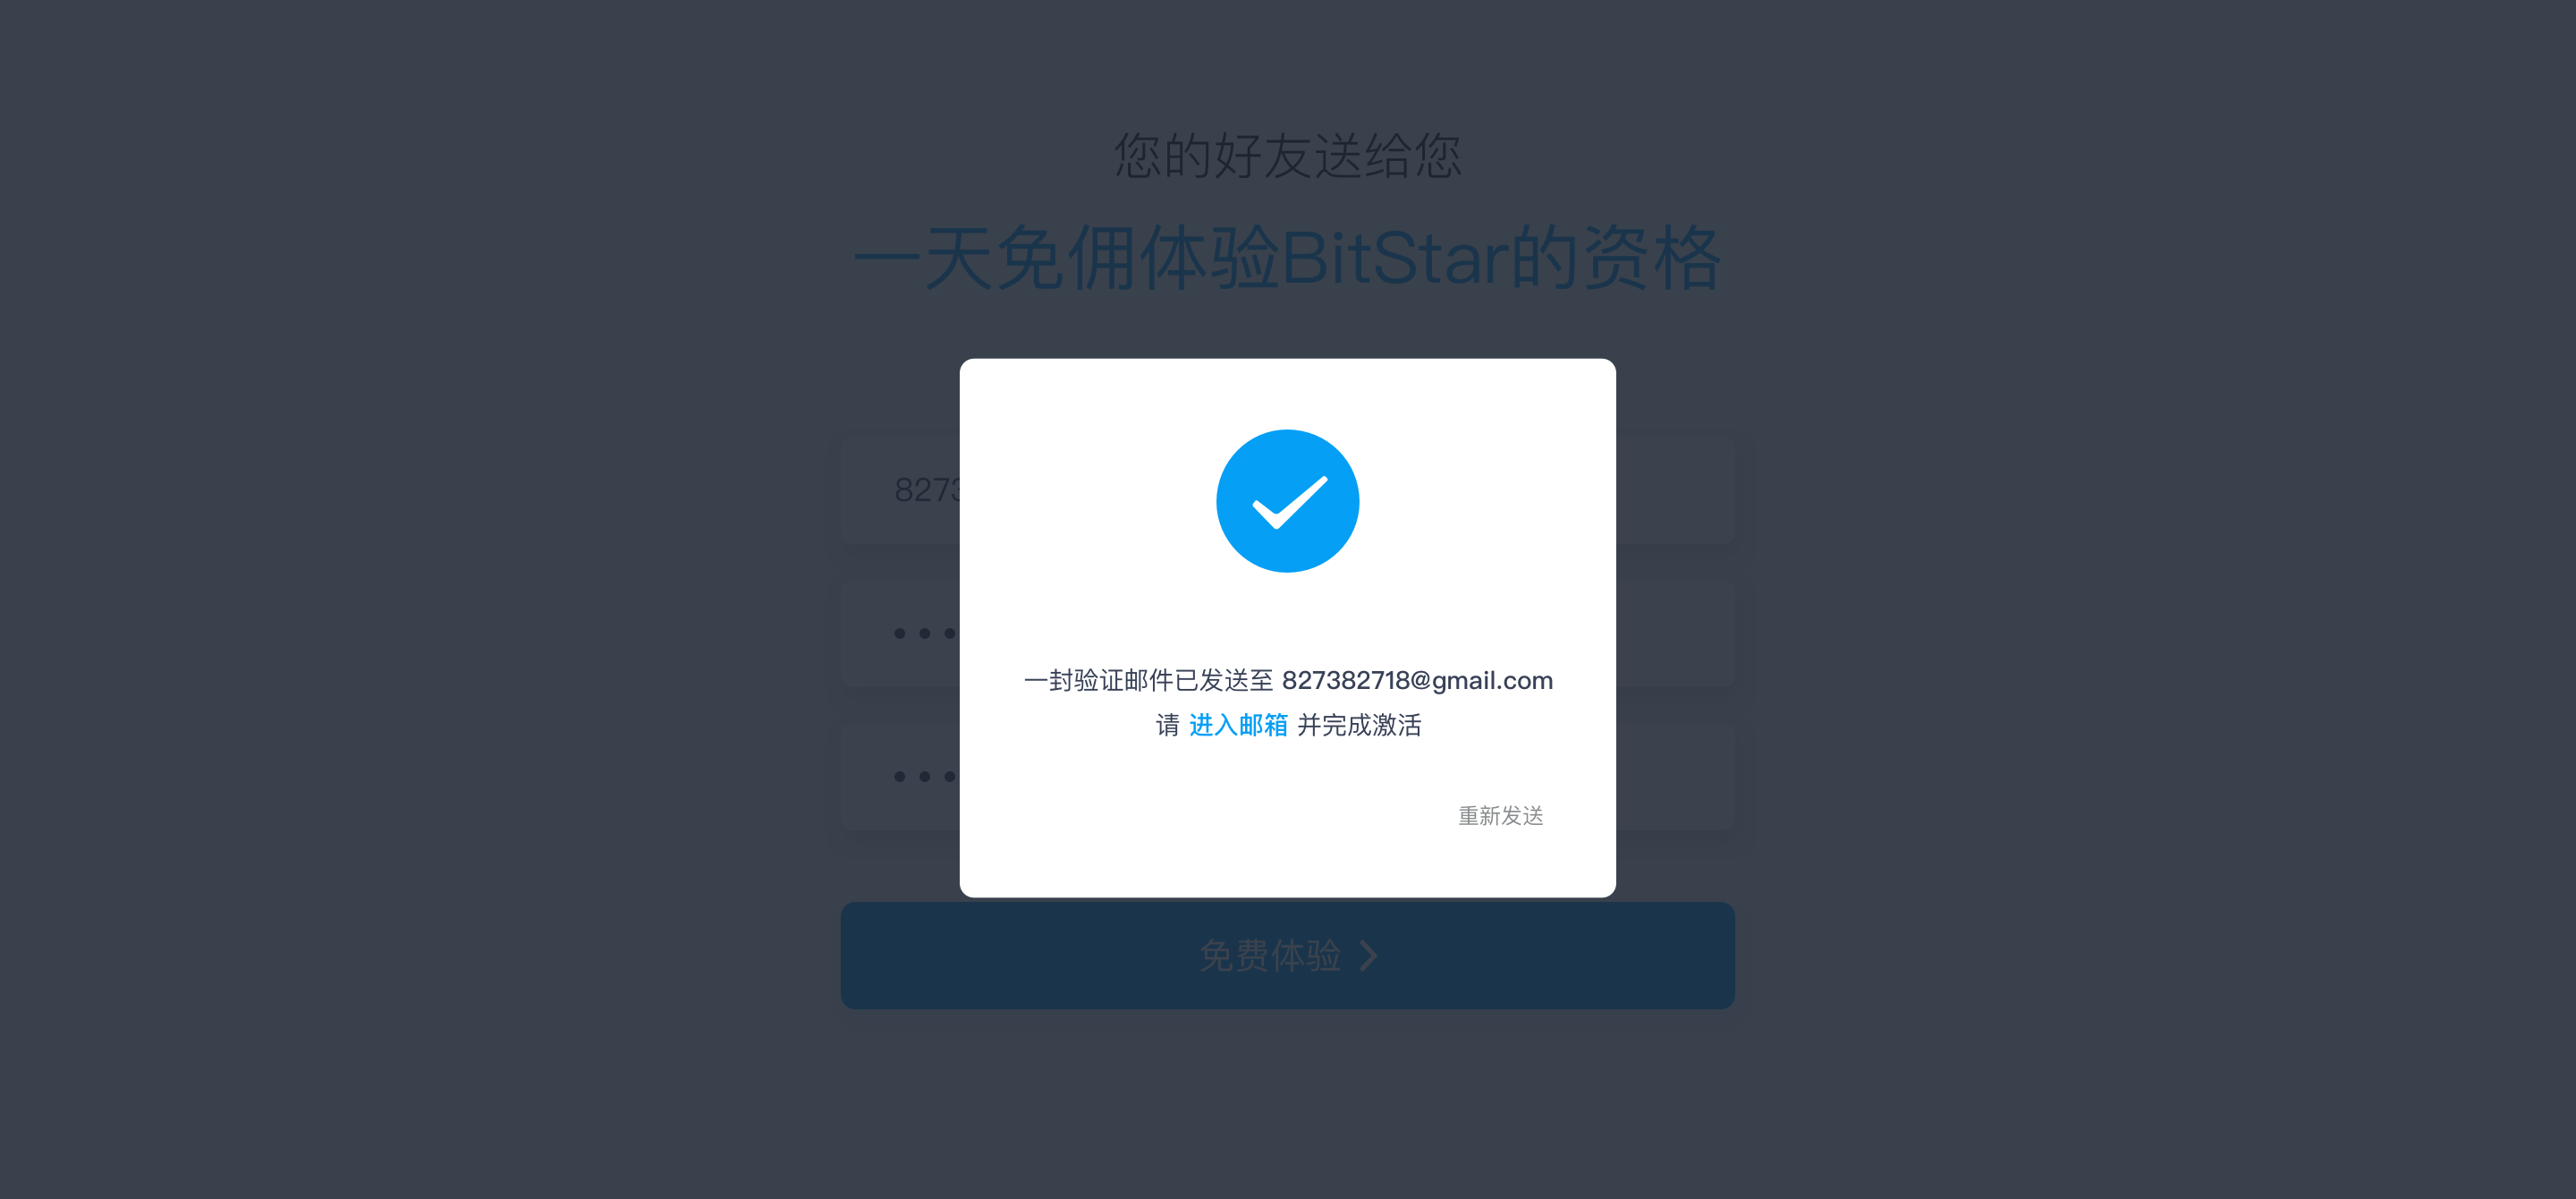 您的好友送给您
一天免佣体验BitStar的资格
8273
一封验证邮件已发送至 827382718@gmail.com
请 进入邮箱 并完成激活
重新发送
免费体验